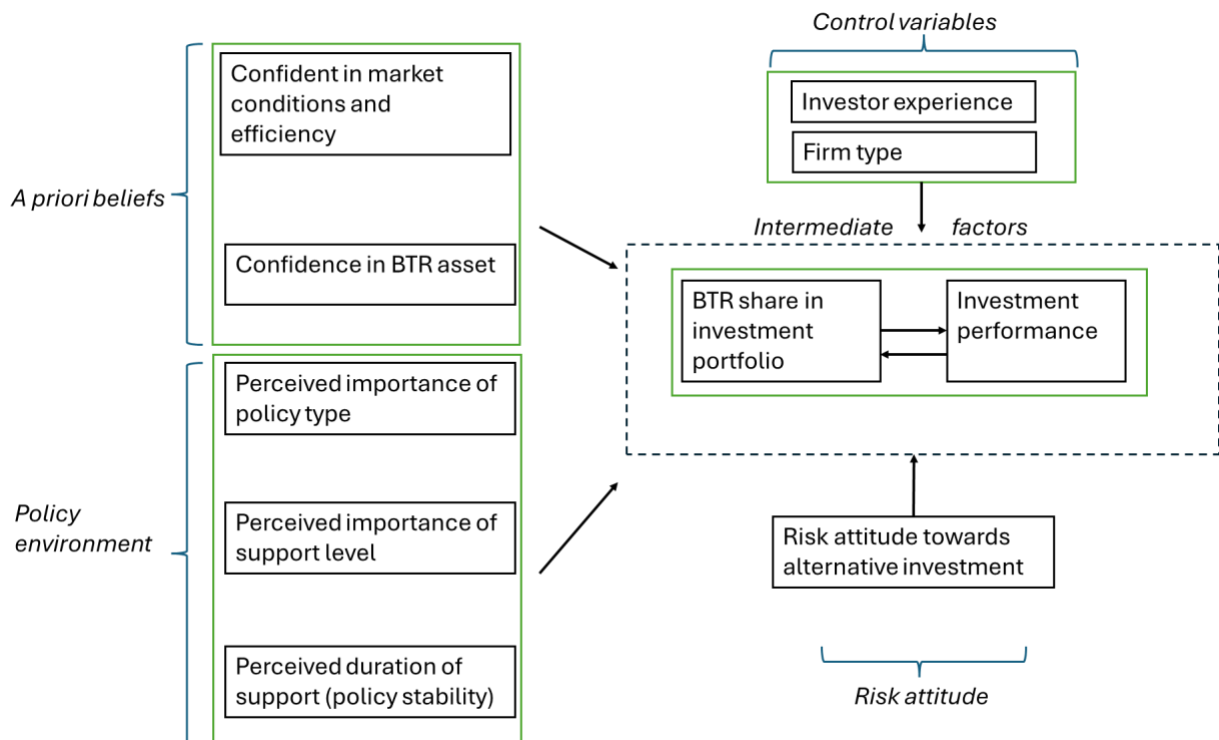 Control variables
Confident in market
conditions and
efficiency
Investor experience
Firm type
A priori beliefs
Intermediate factors
Confidence in BTR asset
BTR share in
investment
portfolio
Investment
performance
Perceived importance of
policy type
Policy
environment
Perceived importance of
support level
Risk attitude towards
alternative investment
Perceived duration of
support (policy stability)
Risk attitude